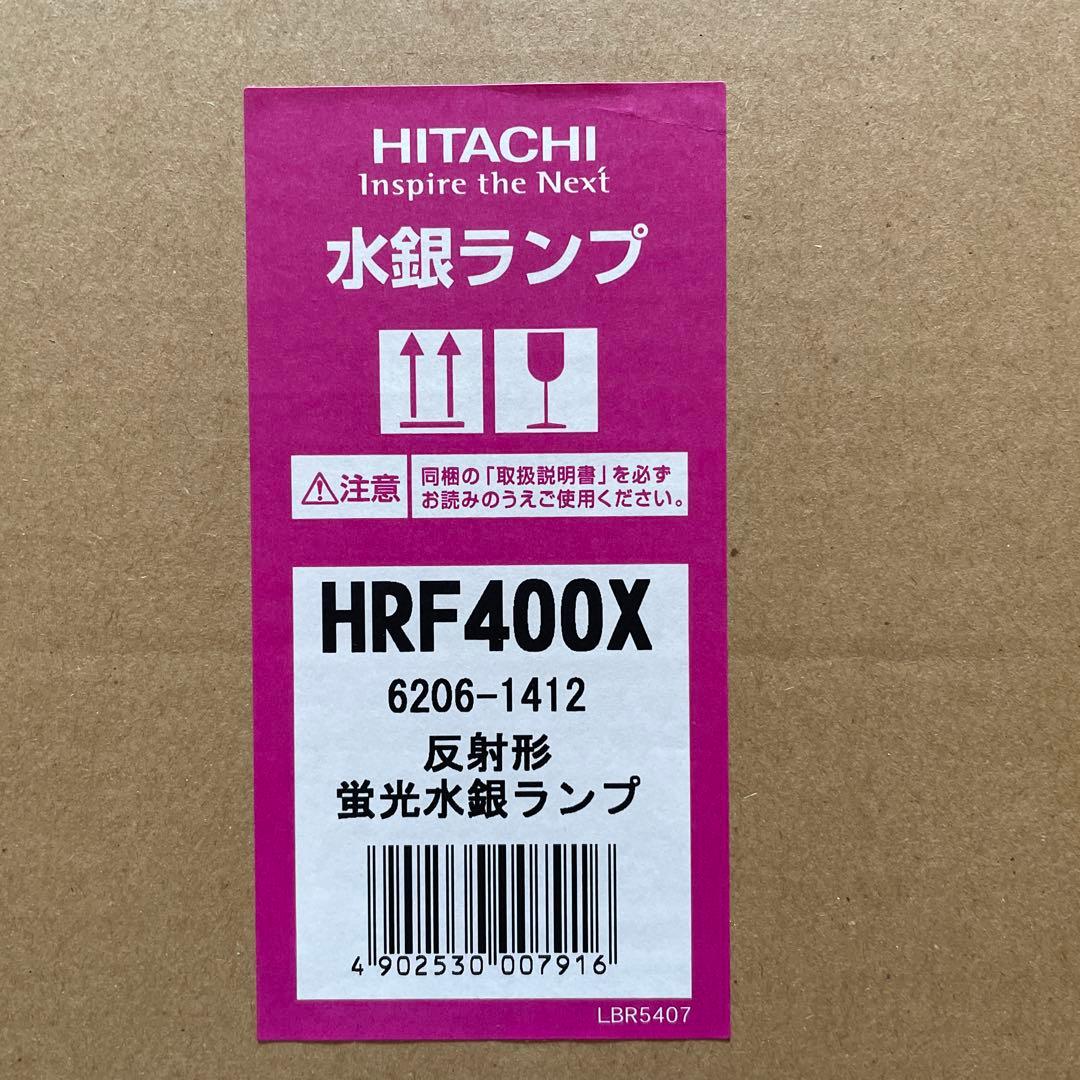 HITACHI
Inspire the Next
水銀ランプ
注意
同梱の「取扱説明書」を必ず
お読みのうえご使用ください。
HRF400X
6206-1412
反射形
蛍光水銀ランプ
4 902530 007916
LBR5407